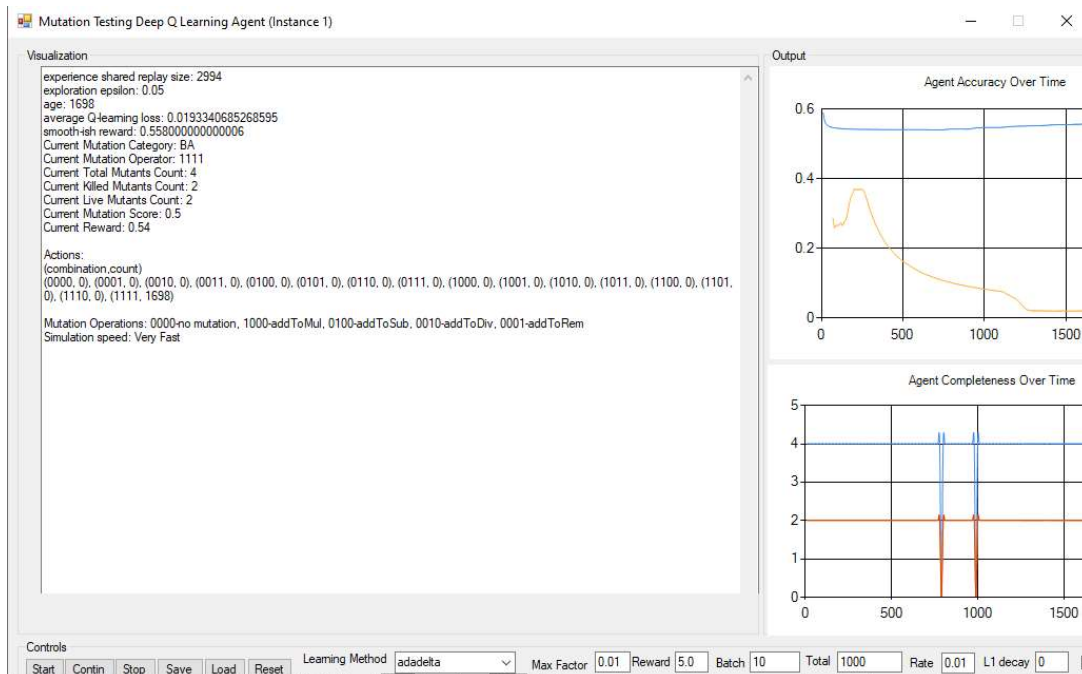 Mutation Testing Deep Q Learning Agent (Instance 1)
Visualization
experience shared replay size: 2994
exploration epsilon: 0.05
age: 1698
average Q-learning loss: 0.0193340685268595
smooth-ish reward: 0.558000000000006
Current Mutation Category: BA
Current Mutation Operator: 1111
Current Total Mutants Count: 4
Current Killed Mutants Count: 2
Current Live Mutants Count: 2
Current Mutation Score: 0.5
Current Reward: 0.54
Actions:
(combination,count)
(0000, 0), (0001, 0), (0010, 0), (0011, 0), (0100, 0), (0101, 0), (0110, 0), (0111, 0), (1000, 0), (1001, 0), (1010, 0), (1011, 0), (1100, 0), (1101,
0), (1110, 0), (1111, 1698)
Mutation Operations: 0000-no mutation, 1000-addToMul, 0100-addToSub, 0010-addToDiv, 0001-addToRem
Simulation speed: Very Fast
Output
Agent Accuracy Over Time
0.6
0.4
0.2
0
0 500 1000 1500
Agent Completeness Over Time
5
4
3
2
1
0
0 500 1000 1500
Controls
Start Contin Stop Save Load Reset Learning Method adadelta Max Factor 0.01 Reward 5.0 Batch 10 Total 1000 Rate 0.01 L1 decay 0